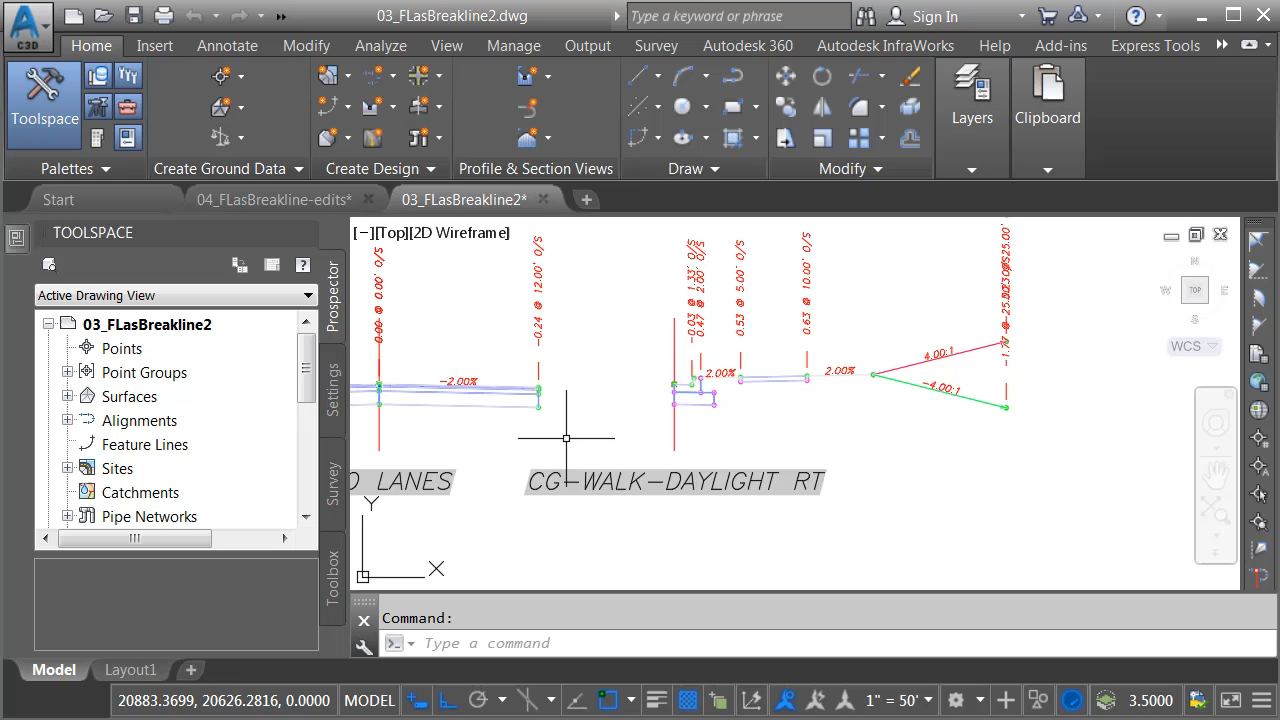 03_FLasBreakline2.dwg
Type a keyword or phrase
Sign In
C3D
Home Insert Annotate Modify Analyze View Manage Output Survey Autodesk 360 Autodesk InfraWorks Help Add-ins Express Tools
Toolspace
Layers
Clipboard
Palettes
Create Ground Data
Create Design
Profile & Section Views
Draw
Modify
Start
04_FLasBreakline-edits*
03_FLasBreakline2*
TOOLSPACE
Active Drawing View
03_FLasBreakline2
Points
Point Groups
Surfaces
Alignments
Feature Lines
Sites
Catchments
Pipe Networks
Prospector
Settings
Survey
Toolbox
[−][Top][2D Wireframe]
0.00 @ 0.00' O/S
-0.24 @ 12.00' O/S
-0.03 @ 1.33' O/S
0.47 @ 2.00' O/S
0.53 @ 5.00' O/S
0.63 @ 10.00' O/S
-2.00%
2.00%
2.00%
4.00:1
-4.00:1
LANES
CG-WALK-DAYLIGHT RT
Y
X
N
W TOP E
S
WCS
Command:
Type a command
Model
Layout1
20883.3699, 20626.2816, 0.0000
MODEL
1" = 50'
3.5000